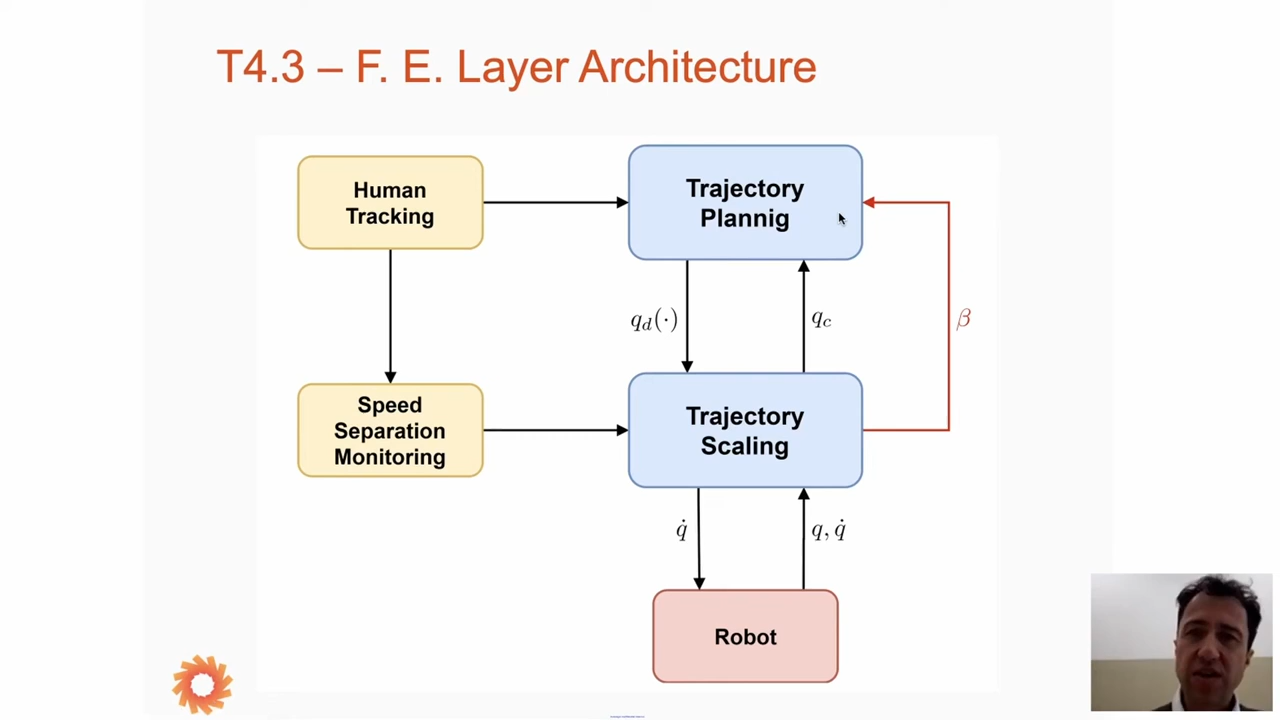 T4.3 – F. E. Layer Architecture
Human
Tracking
Trajectory
Plannig
q_d(·)
q_c
β
Speed
Separation
Monitoring
Trajectory
Scaling
q̇
q, q̇
Robot